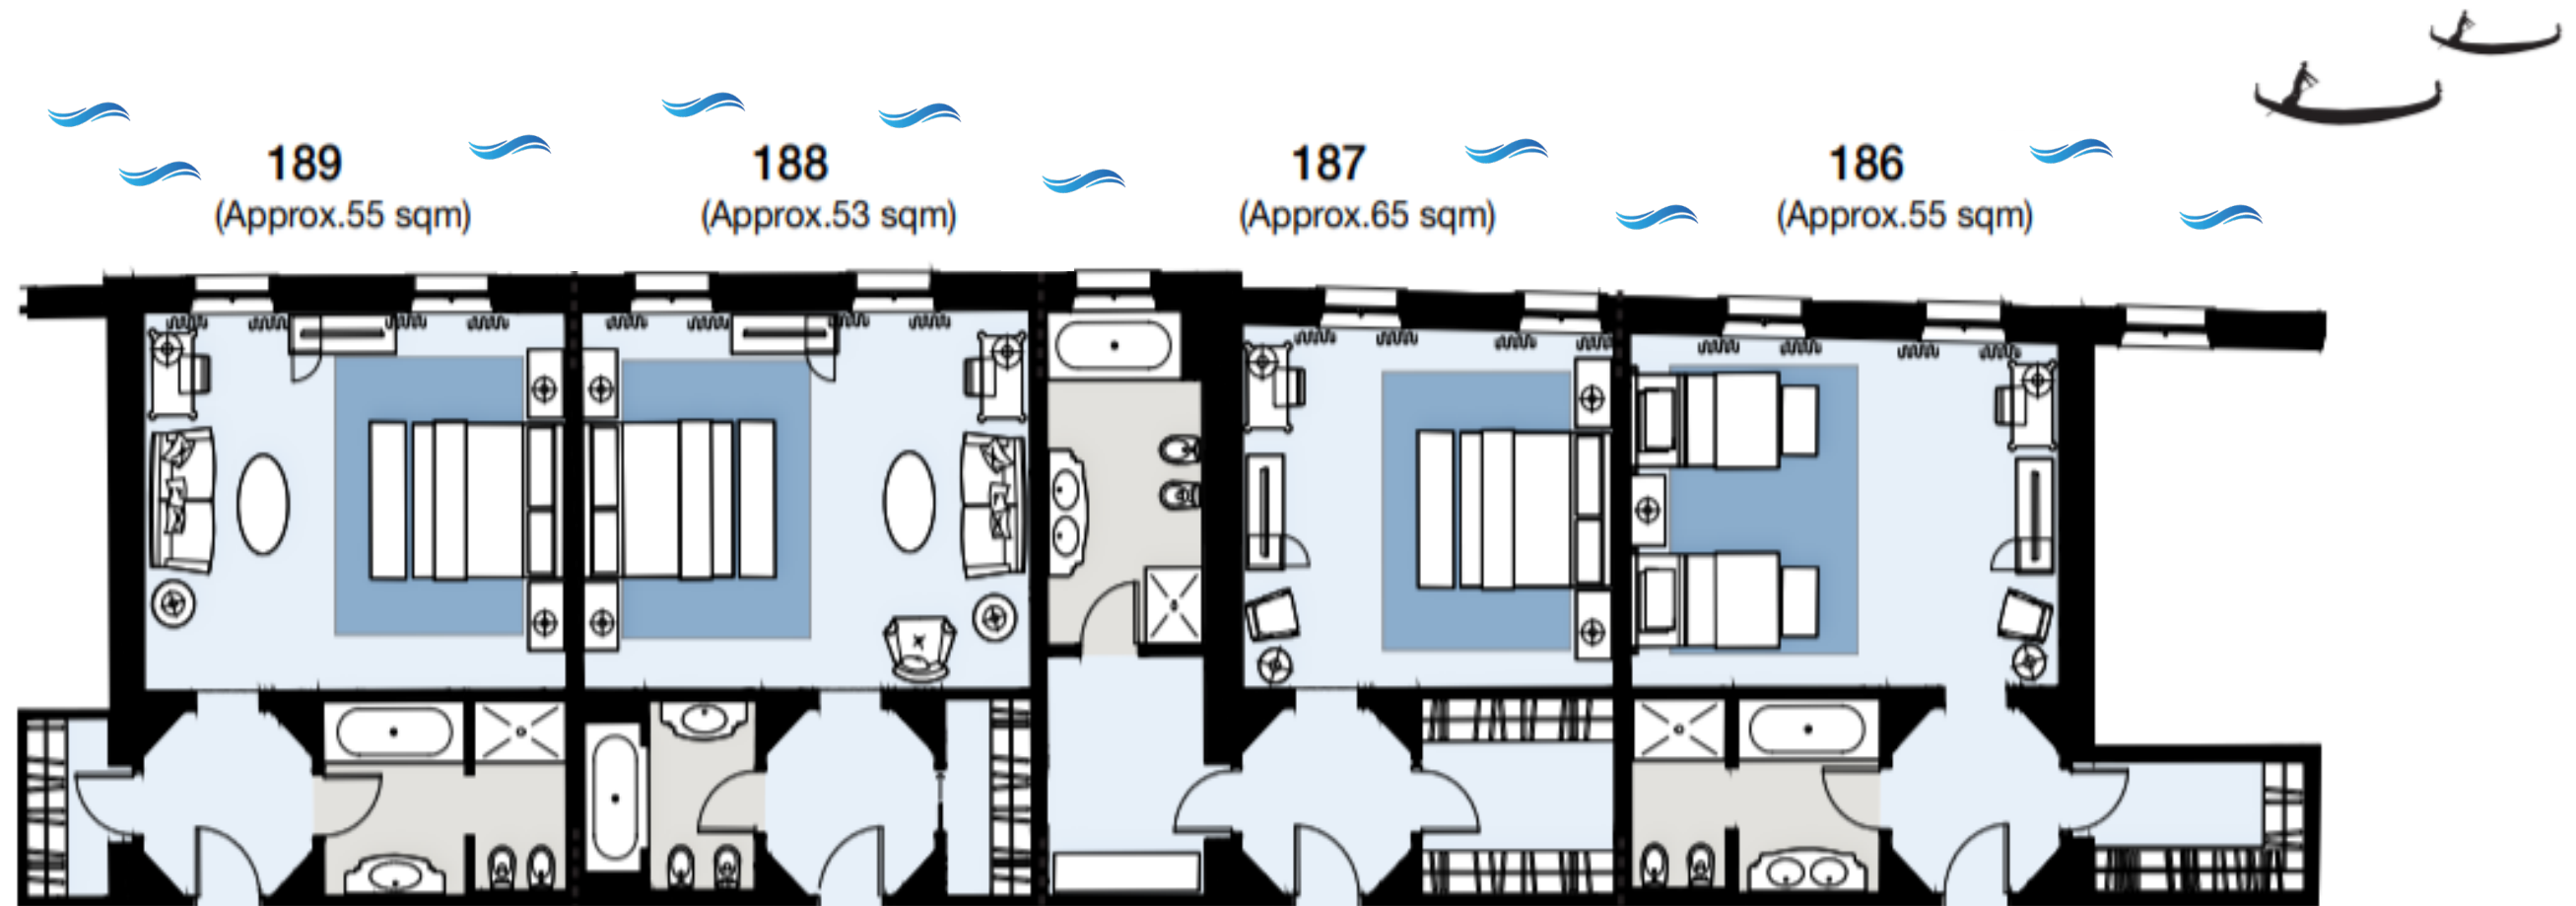 189
(Approx.55 sqm)
188
(Approx.53 sqm)
187
(Approx.65 sqm)
186
(Approx.55 sqm)